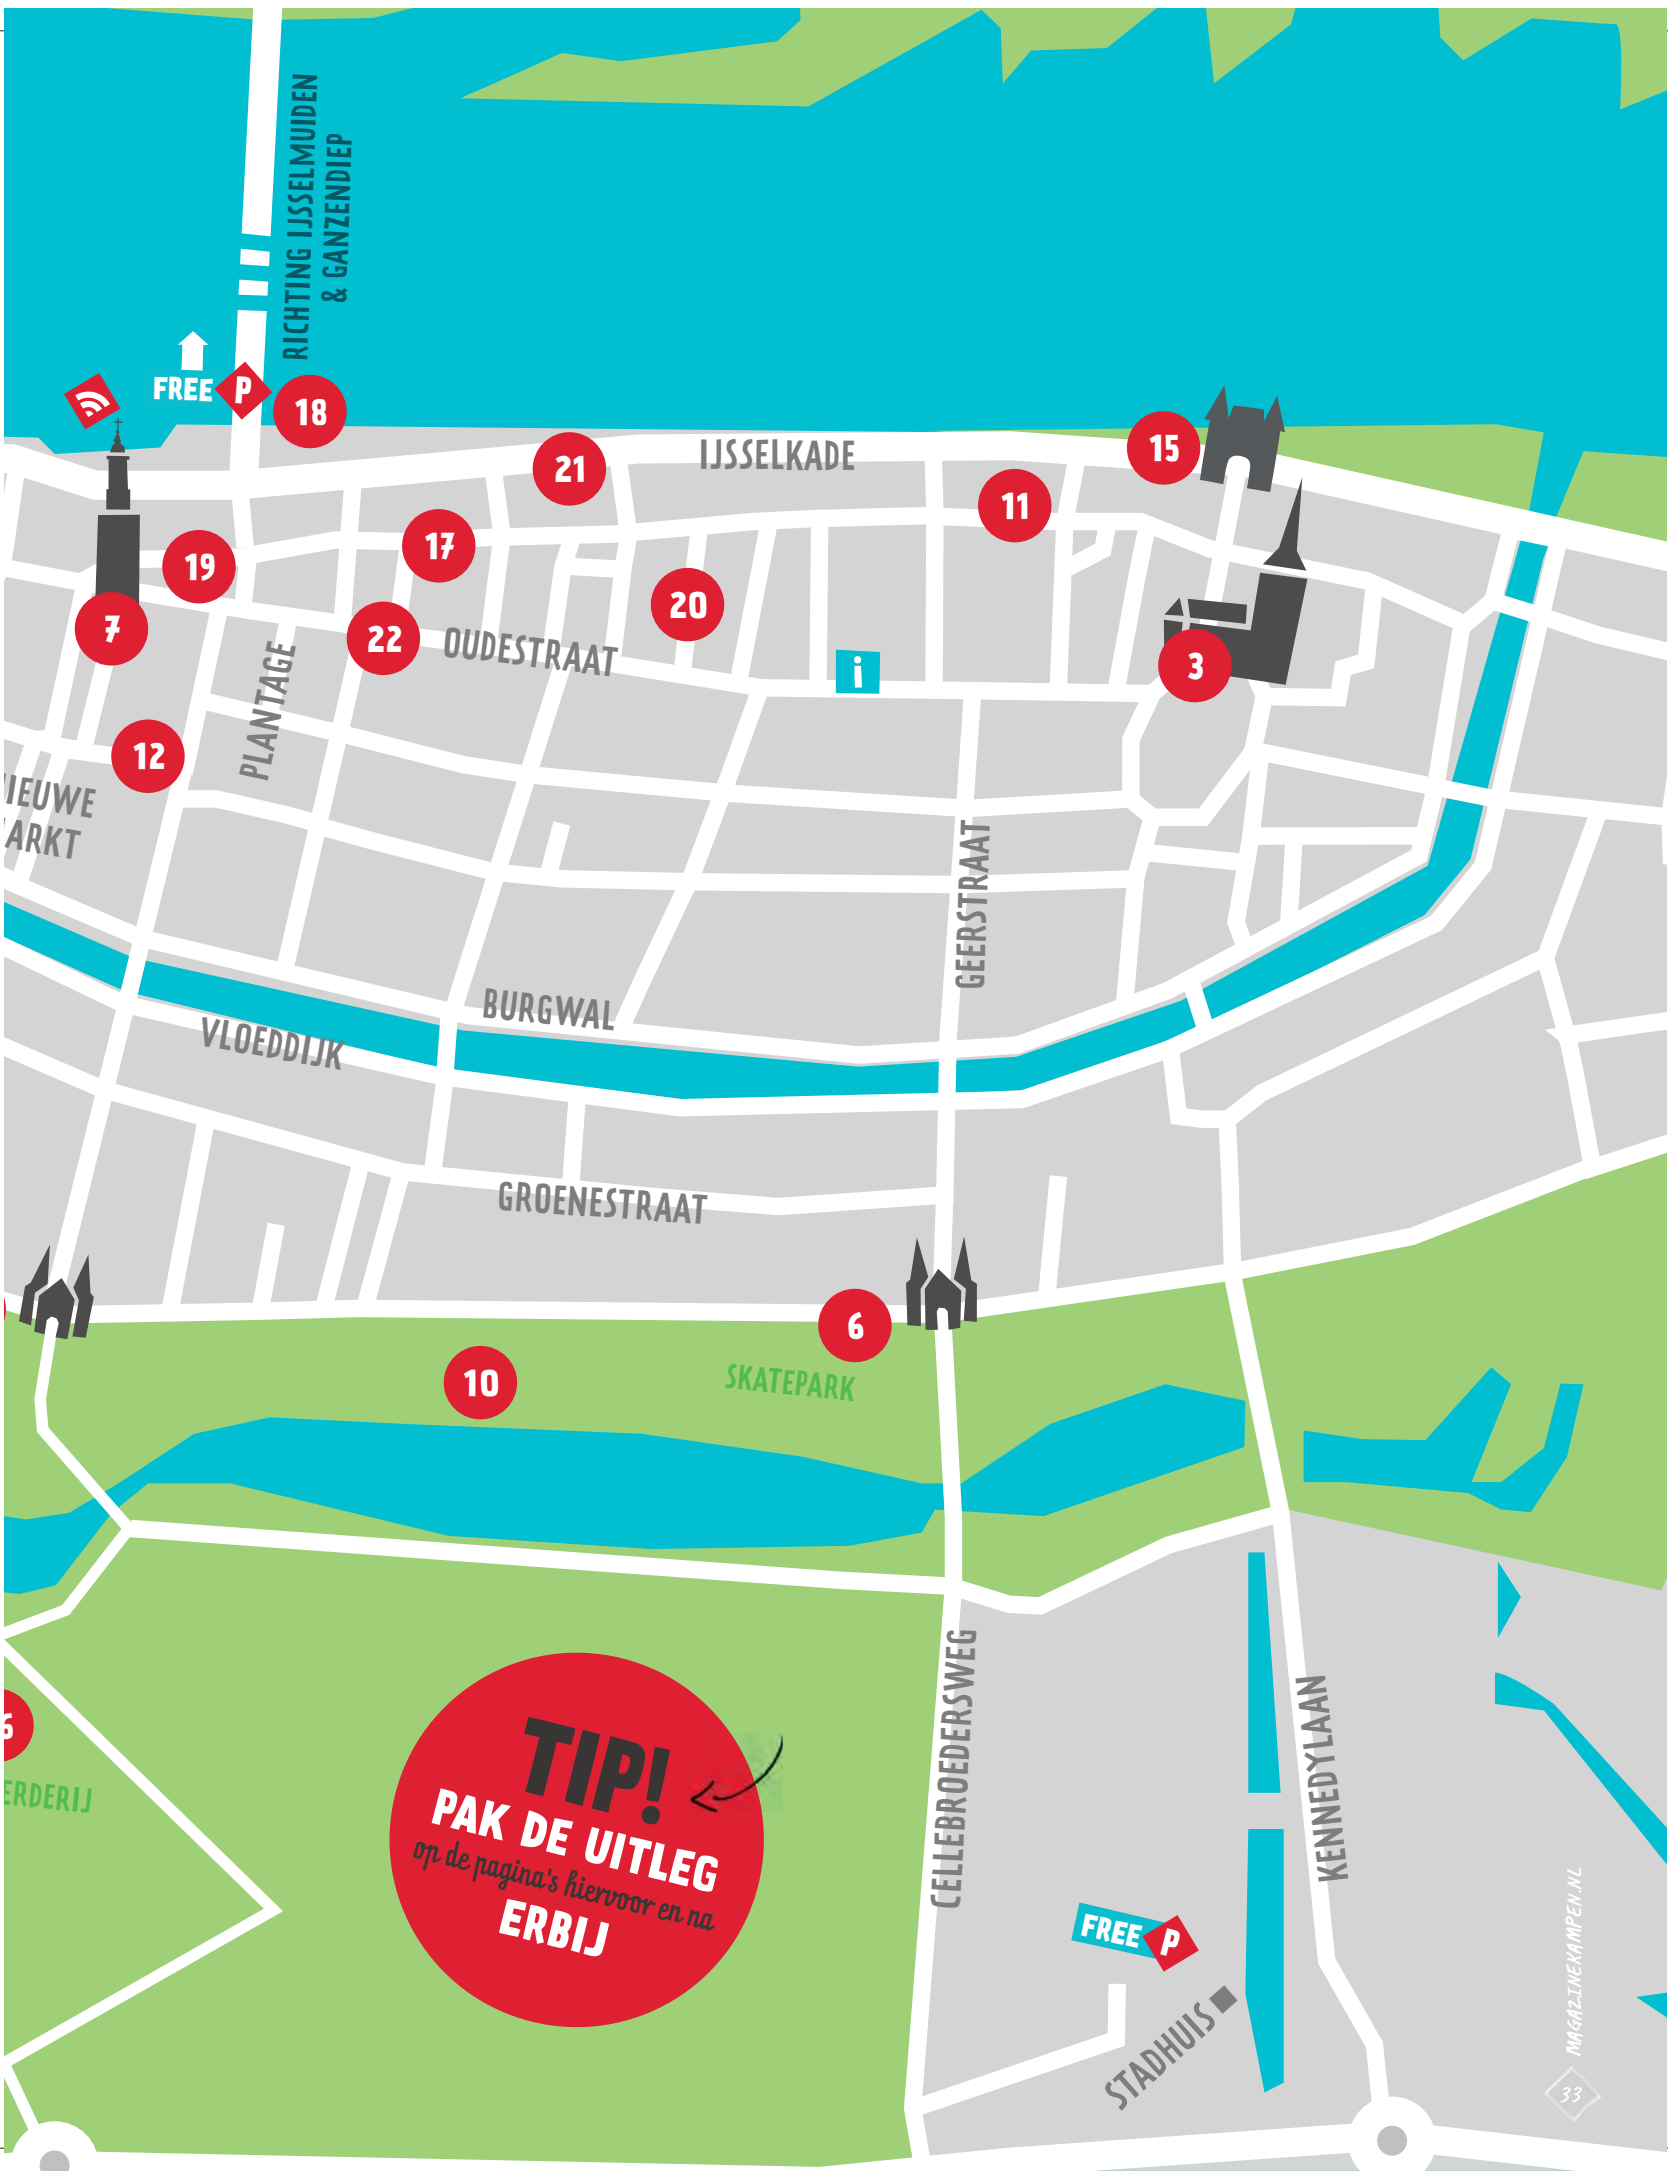 RICHTING IJSSELMUIDEN
& GANZENDIEP
FREE P
18
15
21
IJSSELKADE
11
17
19
20
7
22
OUDESTRAAT
i
3
PLANTAGE
12
IEUWE
ARKT
GEERSTRAAT
BURGWAL
VLOEDDIJK
GROENESTRAAT
6
10
SKATEPARK
6
ERDERIJ
TIP!
PAK DE UITLEG
op de pagina's hiervoor en na
ERBIJ
CELLEBROEDERSWEG
KENNEDYLAAN
FREE P
STADHUIS
MAGAZINEKAMPEN.NL
33